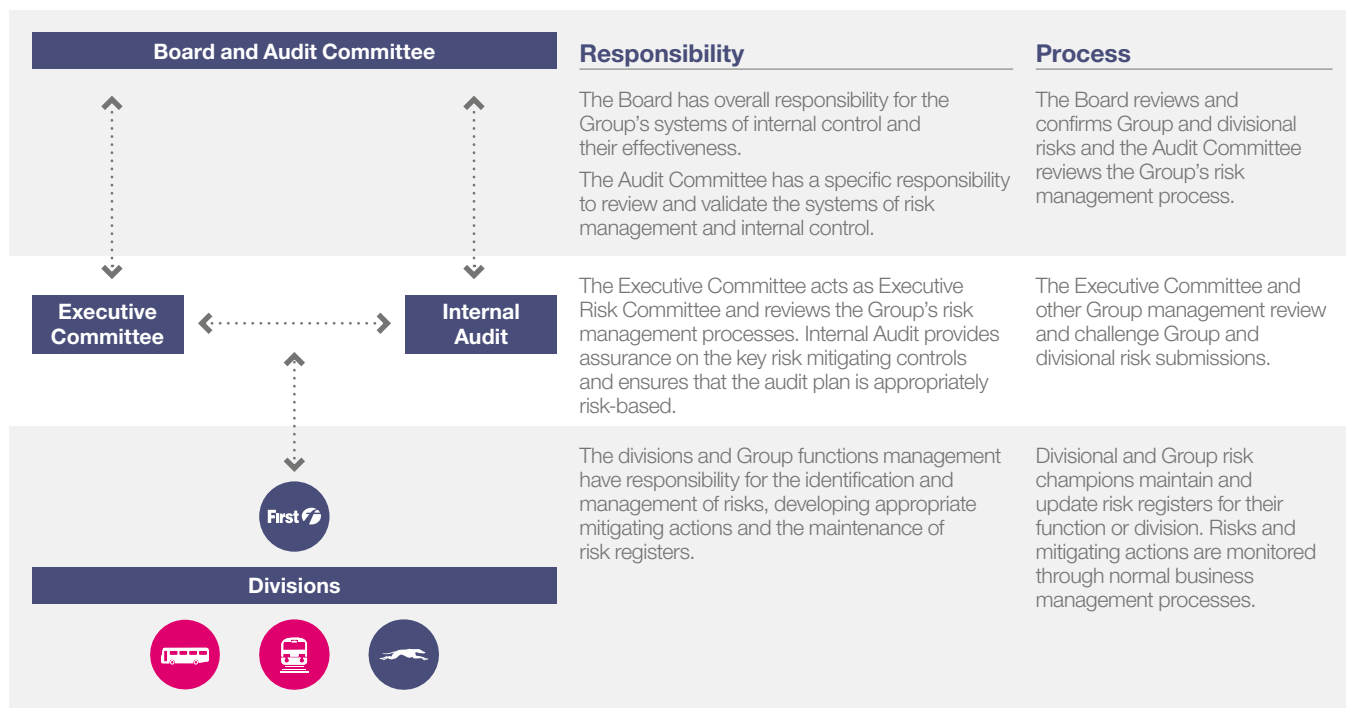 Board and Audit Committee
Responsibility
Process
The Board has overall responsibility for the
Group's systems of internal control and
their effectiveness.
The Audit Committee has a specific responsibility
to review and validate the systems of risk
management and internal control.
The Board reviews and
confirms Group and divisional
risks and the Audit Committee
reviews the Group's risk
management process.
Executive
Committee
Internal
Audit
The Executive Committee acts as Executive
Risk Committee and reviews the Group's risk
management processes. Internal Audit provides
assurance on the key risk mitigating controls
and ensures that the audit plan is appropriately
risk-based.
The Executive Committee and
other Group management review
and challenge Group and
divisional risk submissions.
First
Divisions
The divisions and Group functions management
have responsibility for the identification and
management of risks, developing appropriate
mitigating actions and the maintenance of
risk registers.
Divisional and Group risk
champions maintain and
update risk registers for their
function or division. Risks and
mitigating actions are monitored
through normal business
management processes.